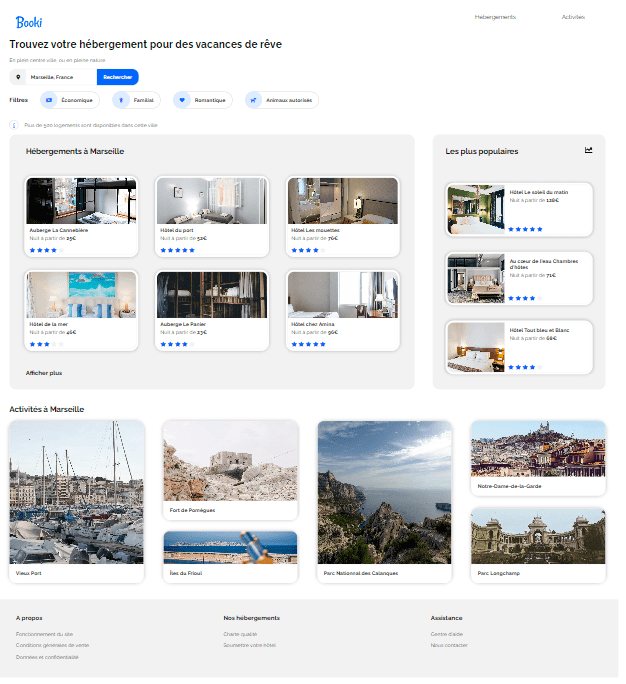 Booki
Hébergements
Activités
Trouvez votre hébergement pour des vacances de rêve
En plein centre ville, ou en pleine nature
Marseille, France
Rechercher
Filtres
Économique
Familial
Romantique
Animaux autorisés
Plus de 500 logements sont disponibles dans cette ville
Hébergements à Marseille
Auberge La Cannebière
Nuit à partir de 25€
Hôtel du port
Nuit à partir de 52€
Hôtel Les mouettes
Nuit à partir de 76€
Hôtel de la mer
Nuit à partir de 46€
Auberge Le Panier
Nuit à partir de 23€
Hôtel chez Amina
Nuit à partir de 96€
Afficher plus
Les plus populaires
Hôtel Le soleil du matin
Nuit à partir de 128€
Au cœur de l'eau Chambres
d'hôtes
Nuit à partir de 71€
Hôtel Tout bleu et Blanc
Nuit à partir de 68€
Activités à Marseille
Vieux Port
Fort de Pomègues
Îles du Frioul
Parc National des Calanques
Notre-Dame-de-la-Garde
Parc Longchamp
A propos
Fonctionnement du site
Conditions générales de vente
Données et confidentialité
Nos hébergements
Charte qualité
Soumettre votre hôtel
Assistance
Centre d'aide
Nous contacter